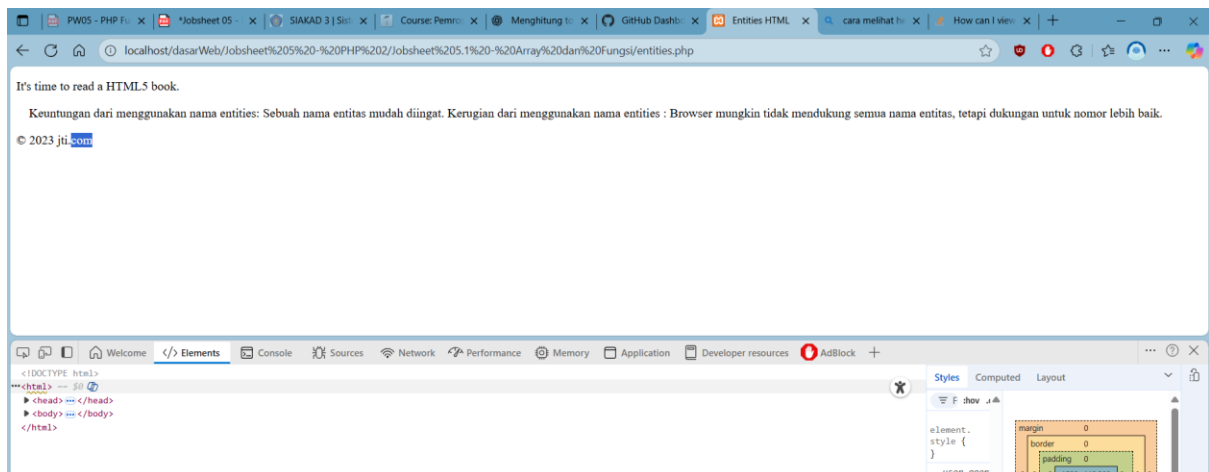 PW05 - PHP Fu
*Jobsheet 05 -
SIAKAD 3 | Sist
Course: Pemro
Menghitung to
GitHub Dashb
Entities HTML
cara melihat he
How can I view
localhost/dasarWeb/Jobsheet%205%20-%20PHP%202/Jobsheet%205.1%20-%20Array%20dan%20Fungsi/entities.php
It's time to read a HTML5 book.
Keuntungan dari menggunakan nama entities: Sebuah nama entitas mudah diingat. Kerugian dari menggunakan nama entities : Browser mungkin tidak mendukung semua nama entitas, tetapi dukungan untuk nomor lebih baik.
© 2023 jti.com
Welcome </> Elements Console Sources Network Performance Memory Application Developer resources AdBlock
<!DOCTYPE html>
<html> == $0
<head> ... </head>
<body> ... </body>
</html>
Styles Computed Layout
F :hov
element.
style {
}
margin 0
border 0
padding 0